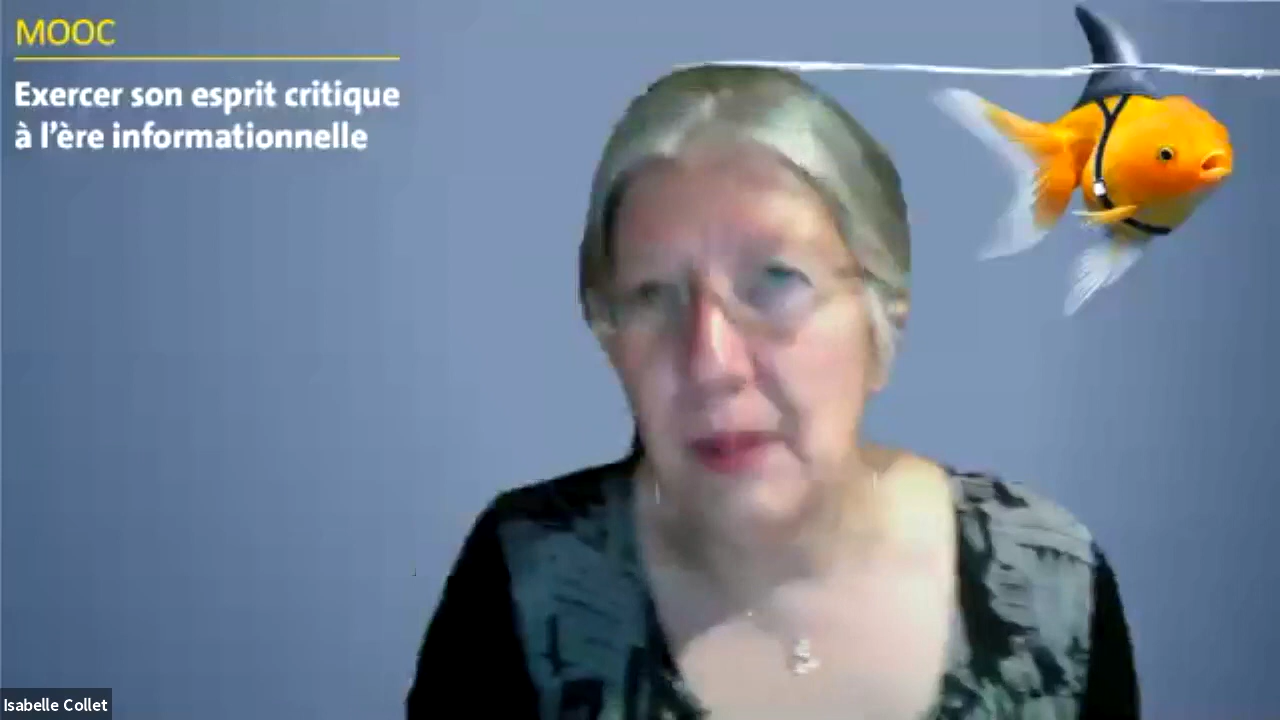 MOOC
Exercer son esprit critique
à l'ère informationnelle
Isabelle Collet